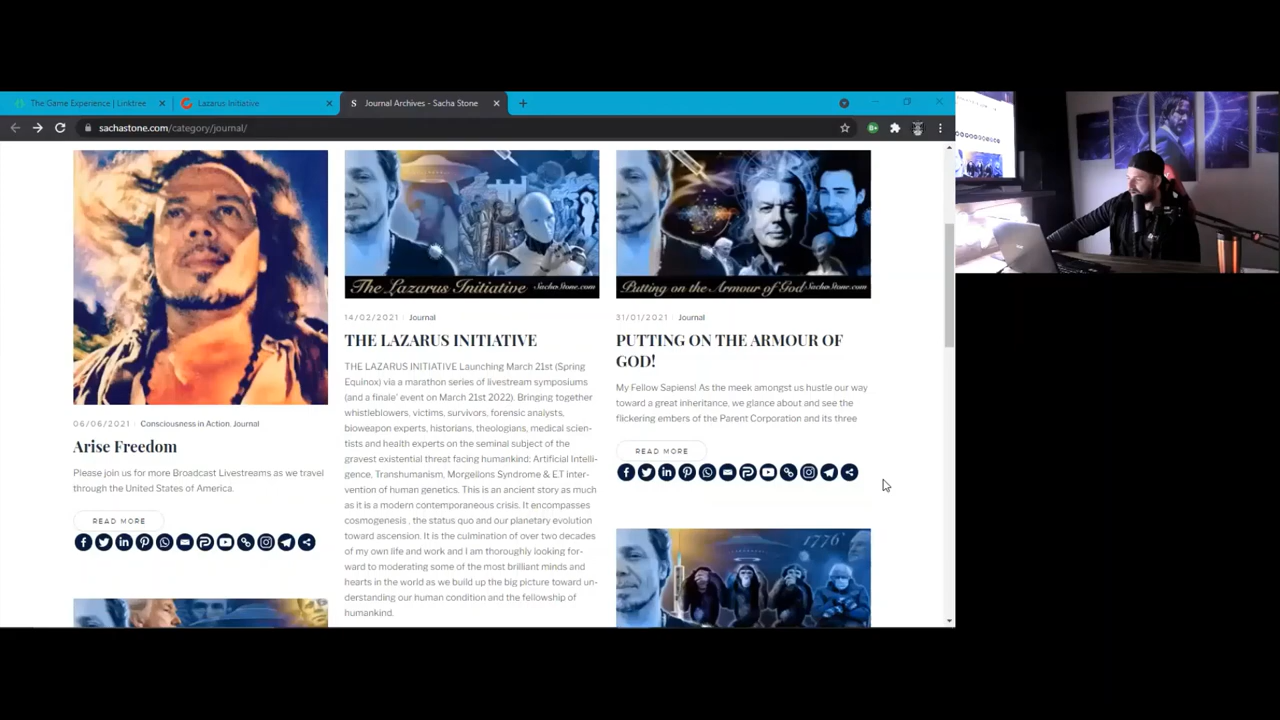 The Game Experience | Linktree
Lazarus Initiative
S Journal Archives - Sacha Stone
sachastone.com/category/journal/
06/06/2021 Consciousness in Action, Journal
Arise Freedom
Please join us for more Broadcast Livestreams as we travel
through the United States of America.
READ MORE
The Lazarus Initiative SachaStone.com
14/02/2021 Journal
THE LAZARUS INITIATIVE
THE LAZARUS INITIATIVE Launching March 21st (Spring
Equinox) via a marathon series of livestream symposiums
(and a finale' event on March 21st 2022). Bringing together
whistleblowers, victims, survivors, forensic analysts,
bioweapon experts, historians, theologians, medical scien-
tists and health experts on the seminal subject of the
gravest existential threat facing humankind: Artificial Intelli-
gence, Transhumanism, Morgellons Syndrome & E.T inter-
vention of human genetics. This is an ancient story as much
as it is a modern contemporaneous crisis. It encompasses
cosmogenesis , the status quo and our planetary evolution
toward ascension. It is the culmination of over two decades
of my own life and work and I am thoroughly looking for-
ward to moderating some of the most brilliant minds and
hearts in the world as we build up the big picture toward un-
derstanding our human condition and the fellowship of
humankind.
Putting on the Armour of God SachaStone.com
31/01/2021 Journal
PUTTING ON THE ARMOUR OF
GOD!
My Fellow Sapiens! As the meek amongst us hustle our way
toward a great inheritance, we glance about and see the
flickering embers of the Parent Corporation and its three
READ MORE
1776